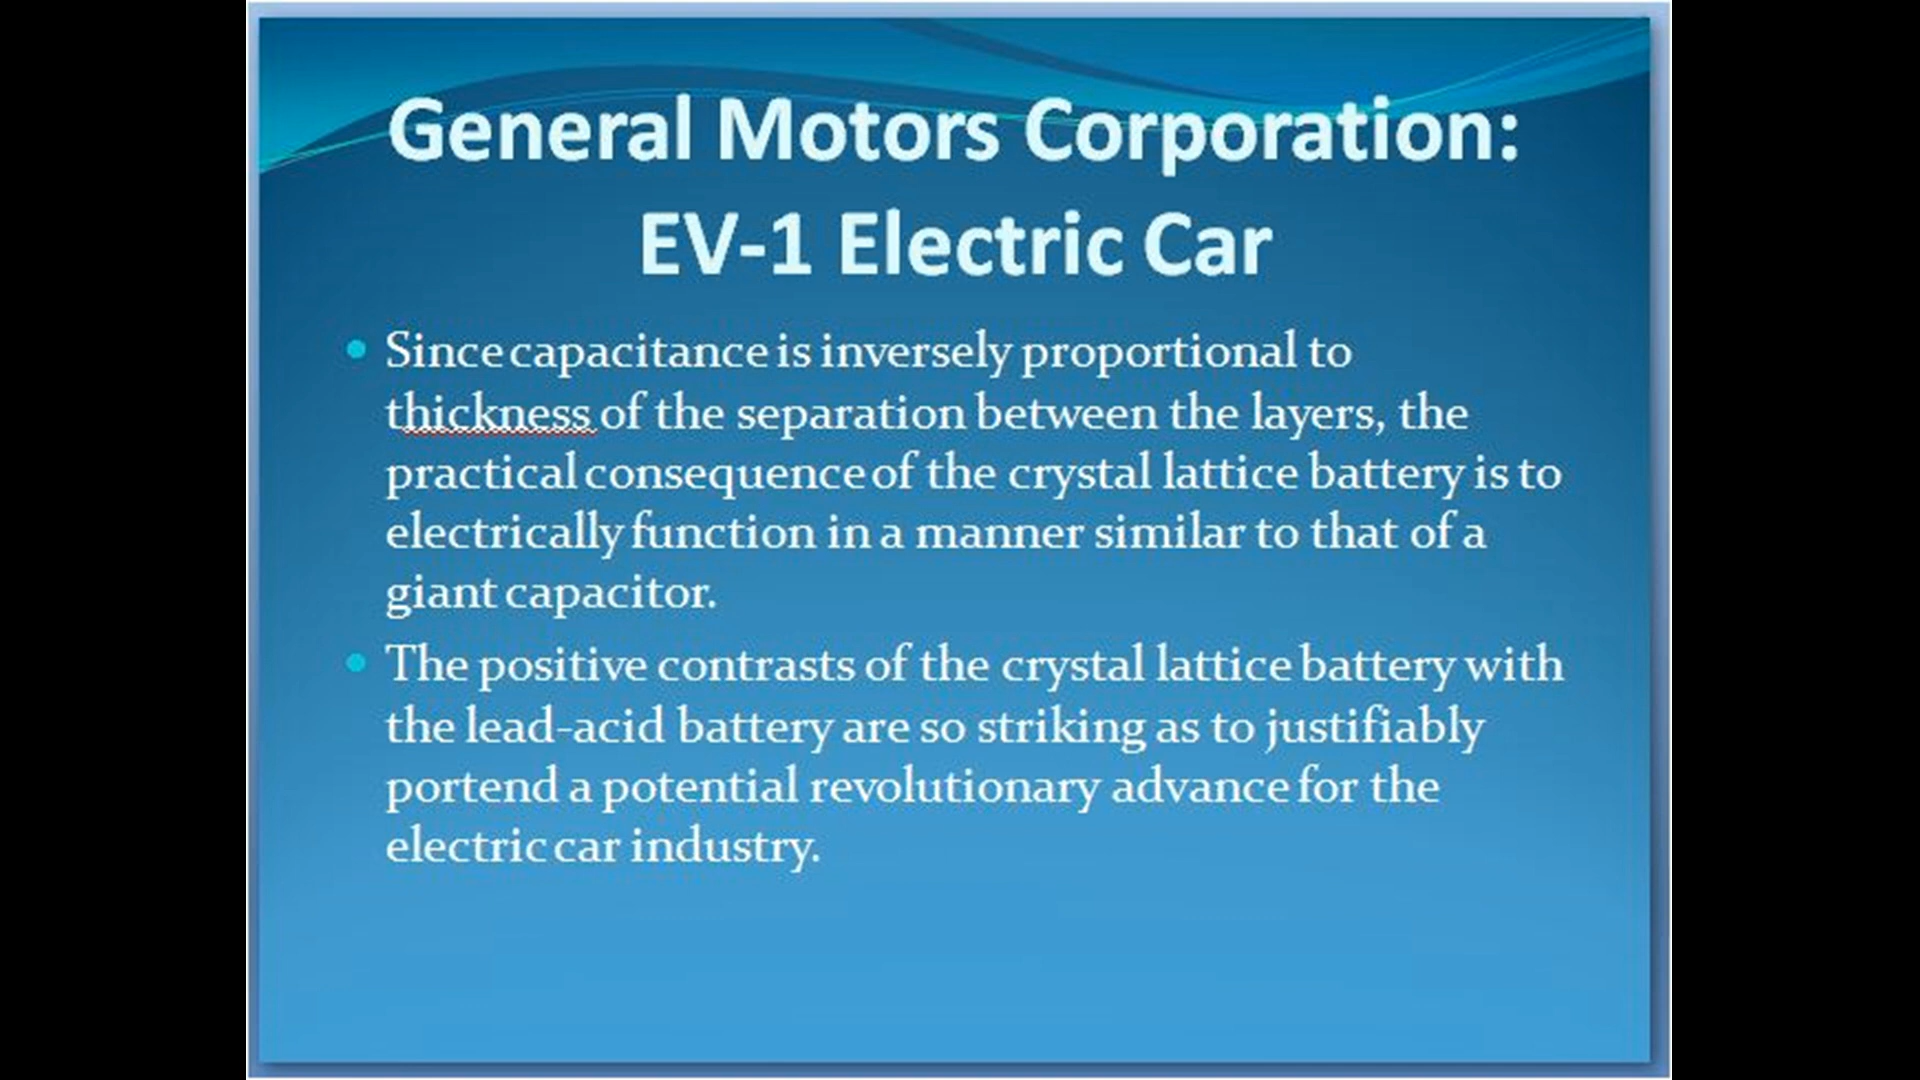 General Motors Corporation:
EV-1 Electric Car
• Since capacitance is inversely proportional to
thickness of the separation between the layers, the
practical consequence of the crystal lattice battery is to
electrically function in a manner similar to that of a
giant capacitor.
• The positive contrasts of the crystal lattice battery with
the lead-acid battery are so striking as to justifiably
portend a potential revolutionary advance for the
electric car industry.